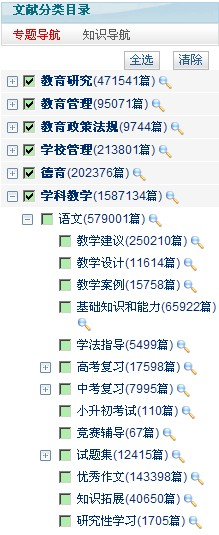 文献分类目录
专题导航 知识导航
全选 清除
教育研究(471541篇)
教育管理(95071篇)
教育政策法规(9744篇)
学校管理(213801篇)
德育(202376篇)
学科教学(1587134篇)
语文(579001篇)
教学建议(250210篇)
教学设计(11614篇)
教学案例(15758篇)
基础知识和能力(65922篇)
学法指导(5499篇)
高考复习(17598篇)
中考复习(7995篇)
小升初考试(110篇)
竞赛辅导(67篇)
试题集(12415篇)
优秀作文(143398篇)
知识拓展(40650篇)
研究性学习(1705篇)